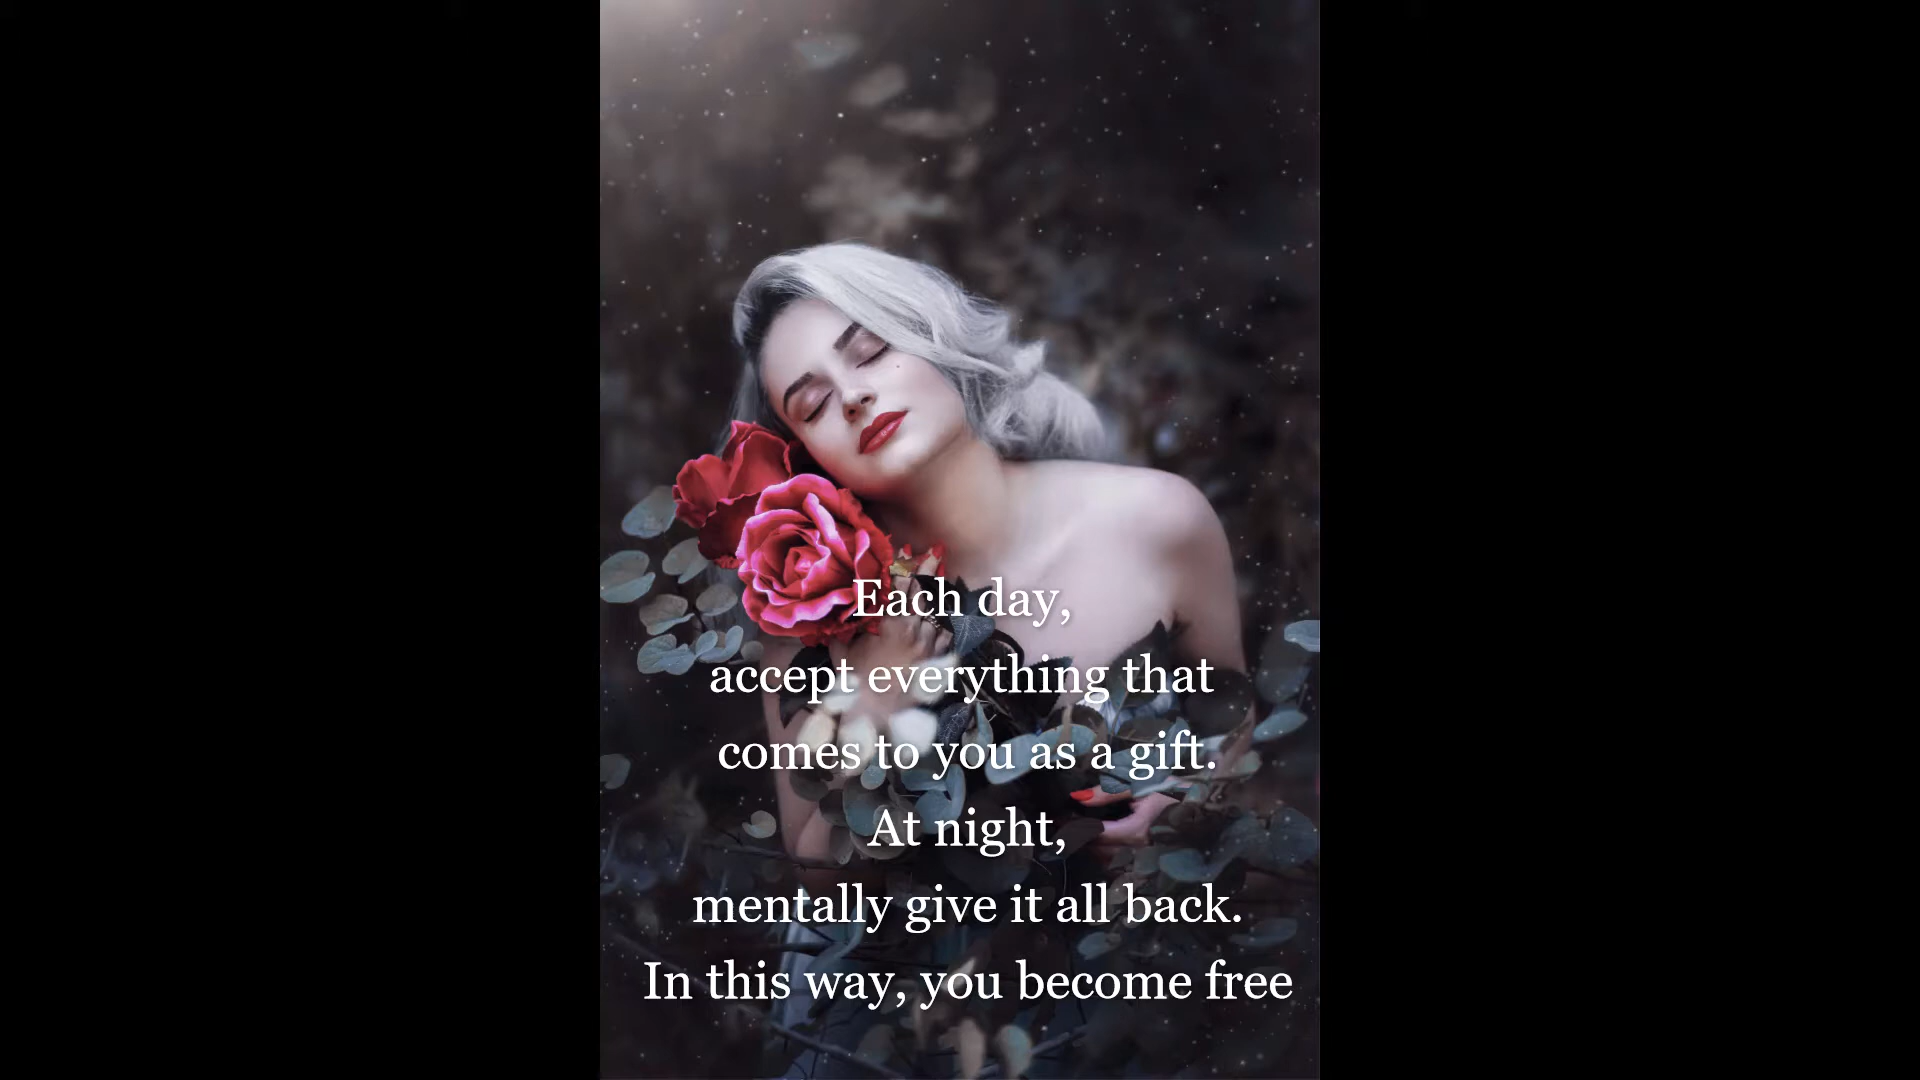 Each day,
accept everything that
comes to you as a gift.
At night,
mentally give it all back.
In this way, you become free